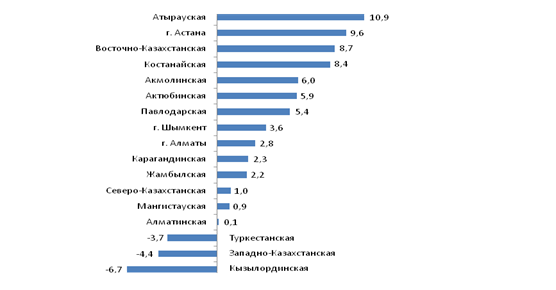 Атырауская 10,9
г. Астана 9,6
Восточно-Казахстанская 8,7
Костанайская 8,4
Акмолинская 6,0
Актюбинская 5,9
Павлодарская 5,4
г. Шымкент 3,6
г. Алматы 2,8
Карагандинская 2,3
Жамбылская 2,2
Северо-Казахстанская 1,0
Мангистауская 0,9
Алматинская 0,1
-3,7 Туркестанская
-4,4 Западно-Казахстанская
-6,7 Кызылординская